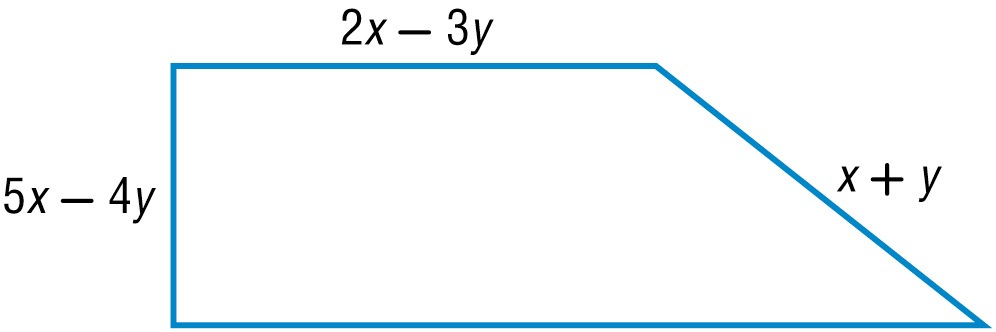 2x – 3y
5x – 4y
x + y